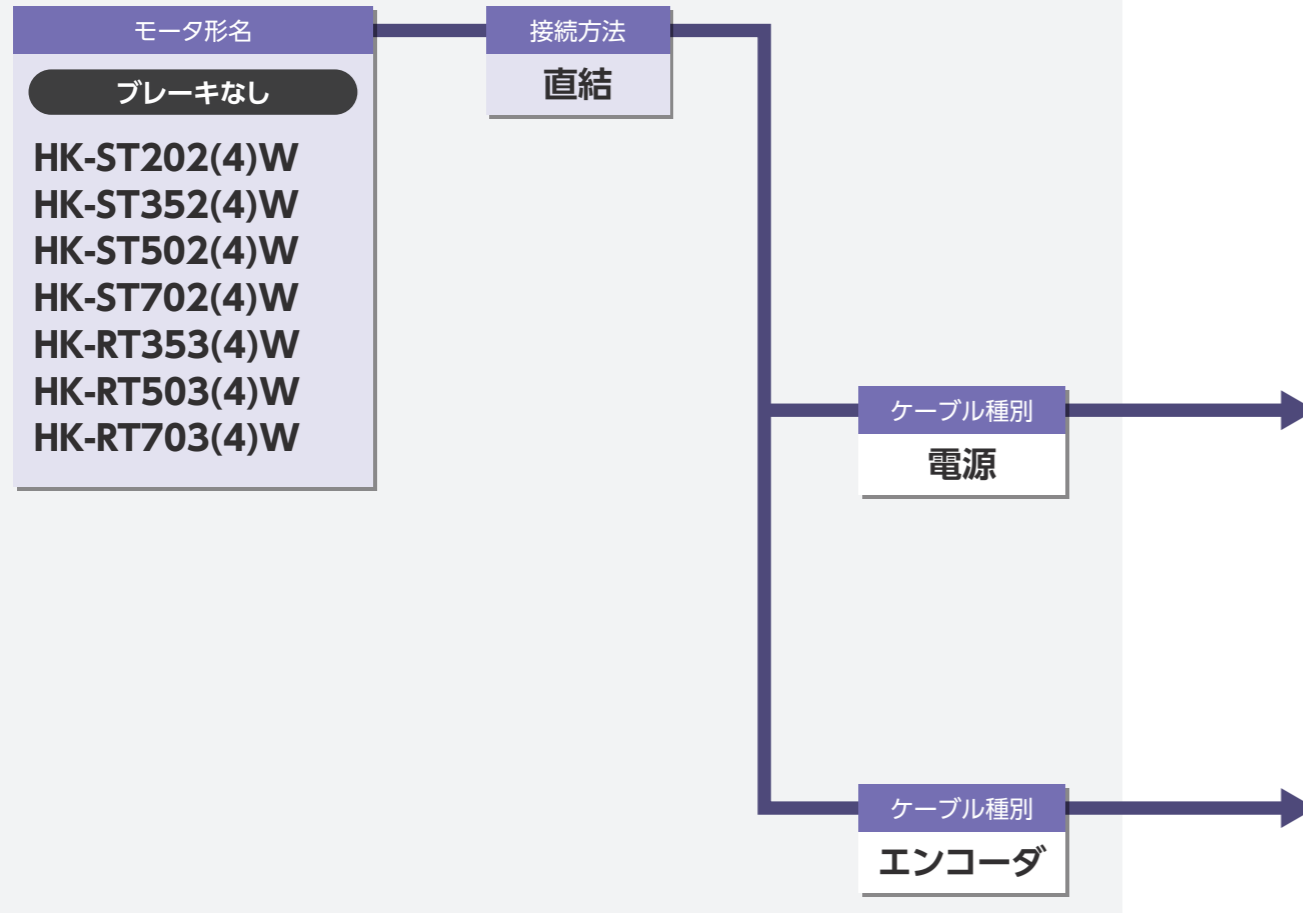 モータ形名
ブレーキなし
HK-ST202(4)W
HK-ST352(4)W
HK-ST502(4)W
HK-ST702(4)W
HK-RT353(4)W
HK-RT503(4)W
HK-RT703(4)W
接続方法
直結
ケーブル種別
電源
ケーブル種別
エンコーダ